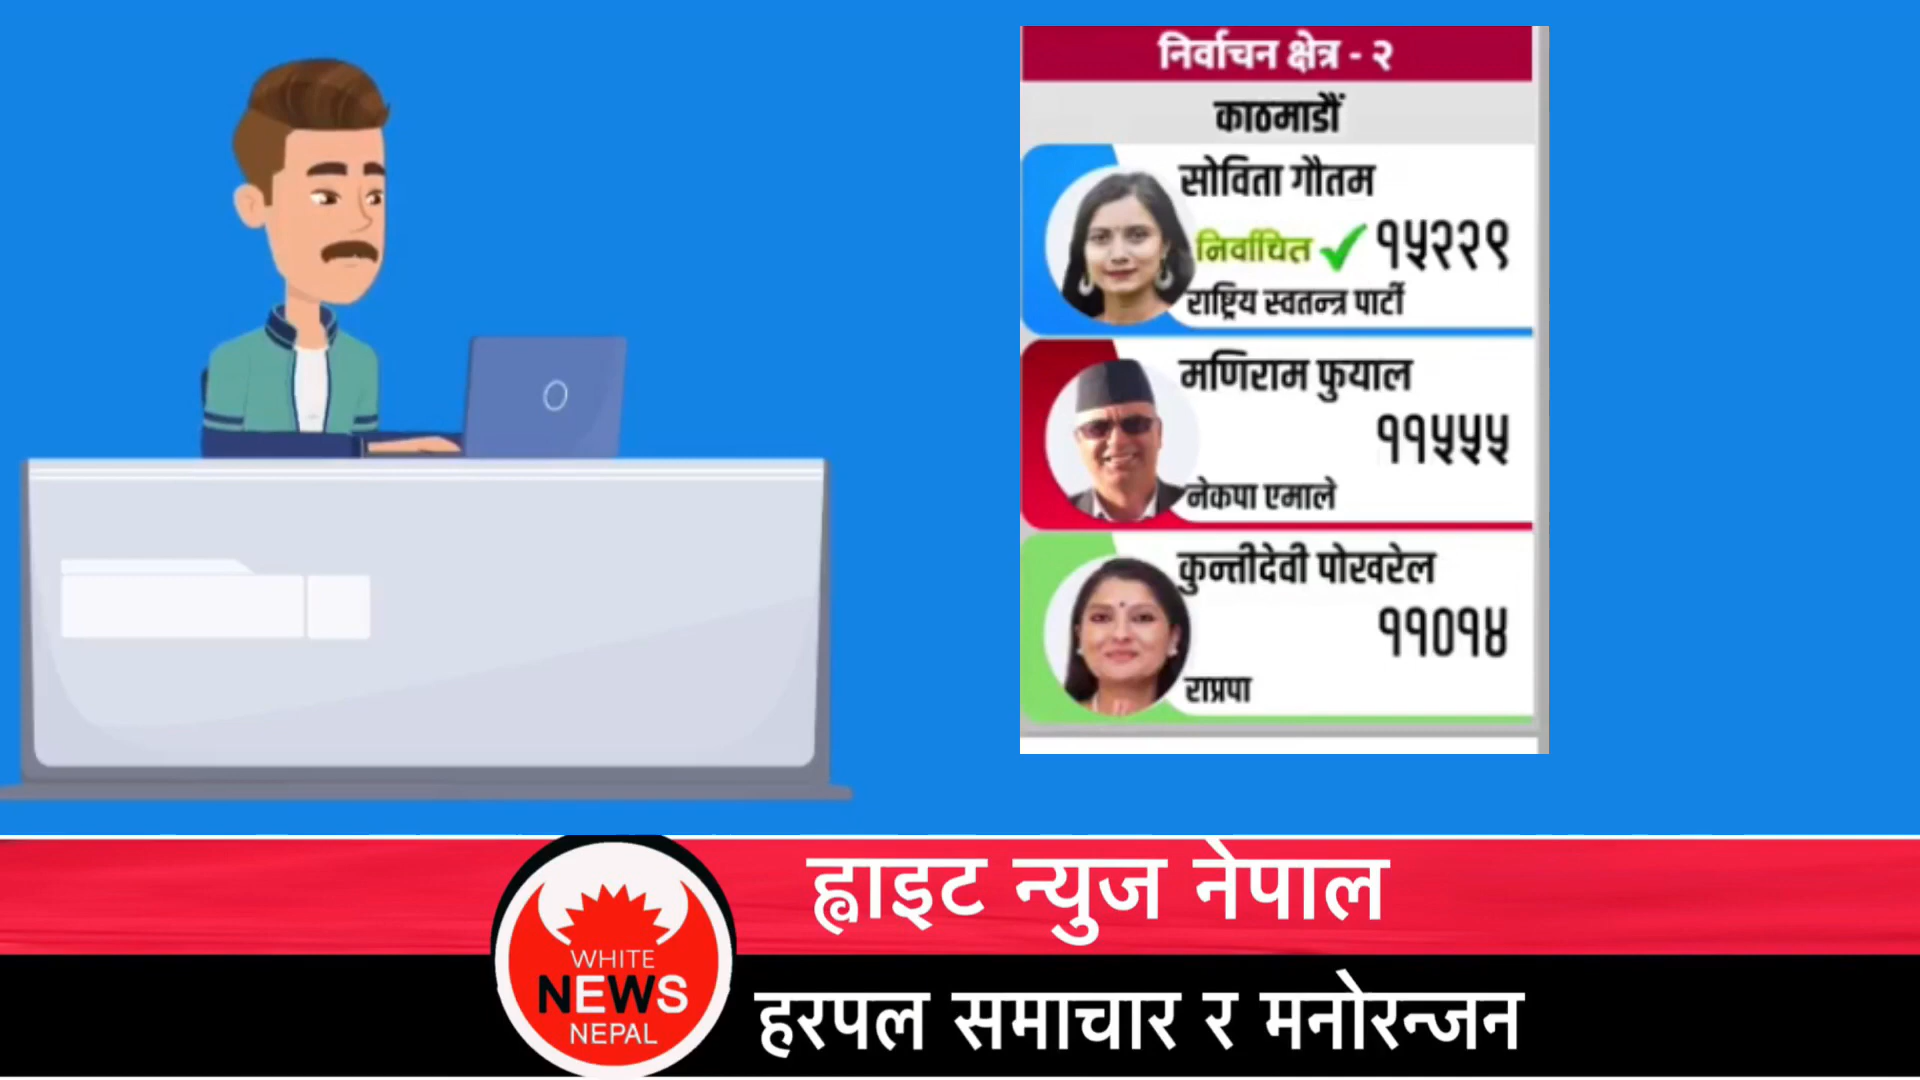 निर्वाचन क्षेत्र - २
काठमाडौं
सोविता गौतम
निर्वाचित १५२२९
राष्ट्रिय स्वतन्त्र पार्टी
मणिराम फुयाल
११५५५
नेकपा एमाले
कुन्तीदेवी पोखरेल
११०१४
राप्रपा
ह्वाइट न्युज नेपाल
WHITE
NEWS
NEPAL
हरपल समाचार र मनोरन्जन